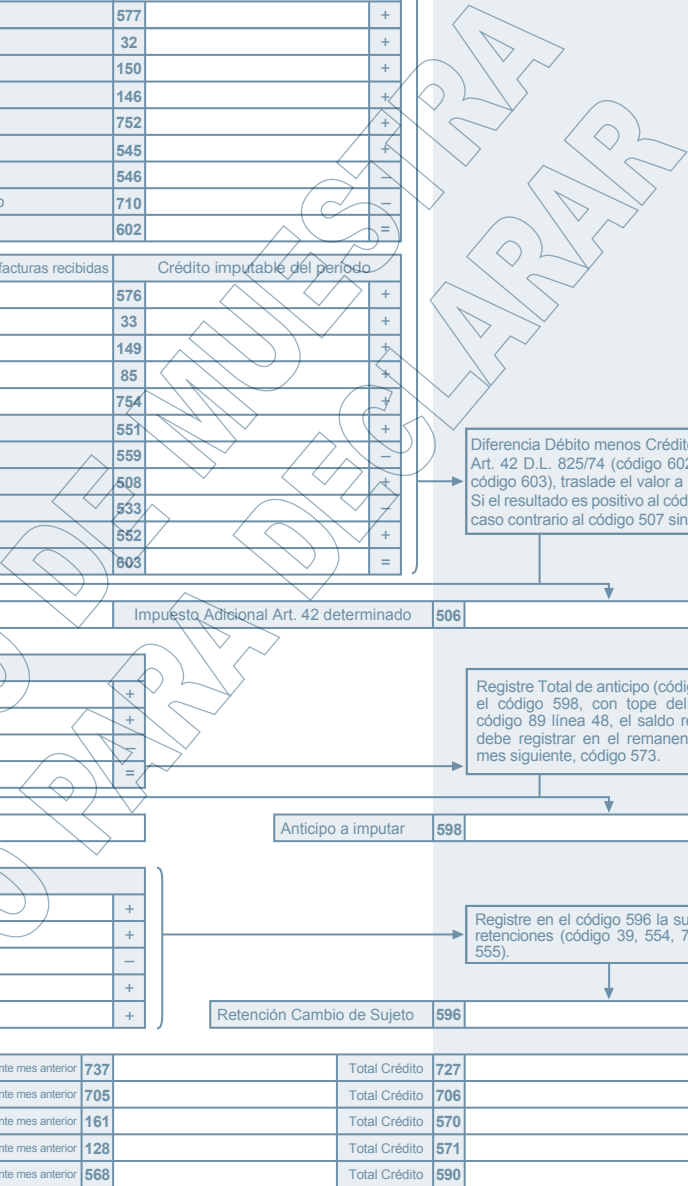 577 +
32 +
150 +
146 +
752 +
545 +
546 –
710 –
602 =
facturas recibidas Crédito imputable del período
576 +
33 +
149 +
85 +
754 +
551 +
559 –
508 +
533 –
552 +
603 =
Diferencia Débito menos Crédit
Art. 42 D.L. 825/74 (código 602
código 603), traslade el valor a
Si el resultado es positivo al cód
caso contrario al código 507 sin
Impuesto Adicional Art. 42 determinado 506
+
+
–
=
Registre Total de anticipo (códig
el código 598, con tope del
código 89 línea 48, el saldo re
debe registrar en el remanen
mes siguiente, código 573.
Anticipo a imputar 598
+
+
–
+
+
Registre en el código 596 la su
retenciones (código 39, 554, 7
555).
Retención Cambio de Sujeto 596
nte mes anterior 737 Total Crédito 727
nte mes anterior 705 Total Crédito 706
nte mes anterior 161 Total Crédito 570
nte mes anterior 128 Total Crédito 571
nte mes anterior 568 Total Crédito 590
DE MUESTRA
O PARA DECLARAR